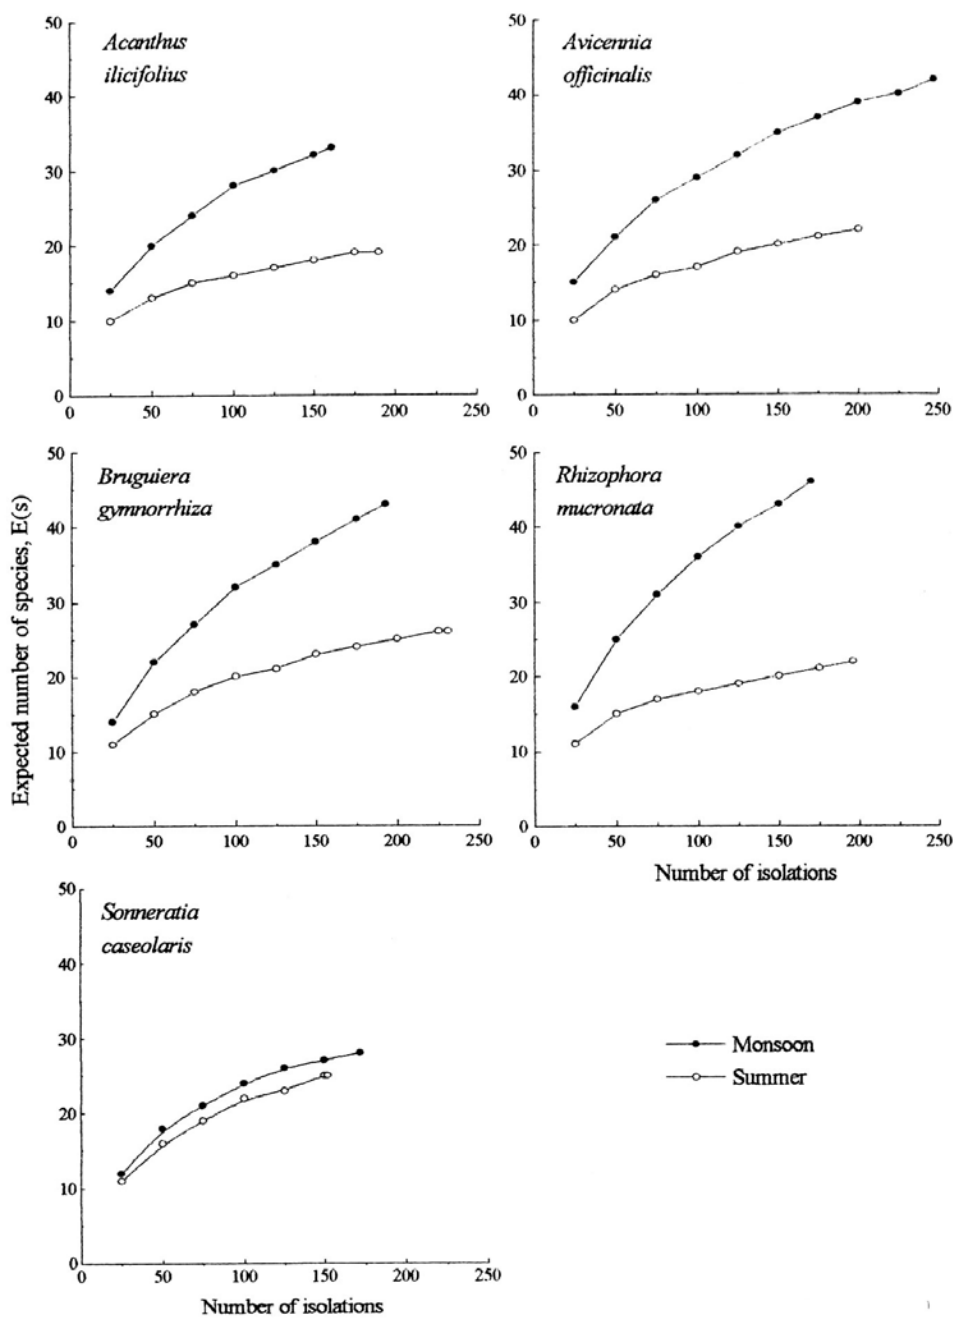 50
40
30
20
10
0
Acanthus
ilicifolius
0 50 100 150 200 250
50
40
30
20
10
0
Avicennia
officinalis
0 50 100 150 200 250
Expected number of species, E(s)
50
40
30
20
10
0
Bruguiera
gymnorrhiza
0 50 100 150 200 250
50
40
30
20
10
0
Rhizophora
mucronata
0 50 100 150 200 250
Number of isolations
50
40
30
20
10
0
Sonneratia
caseolaris
0 50 100 150 200 250
Number of isolations
Monsoon
Summer